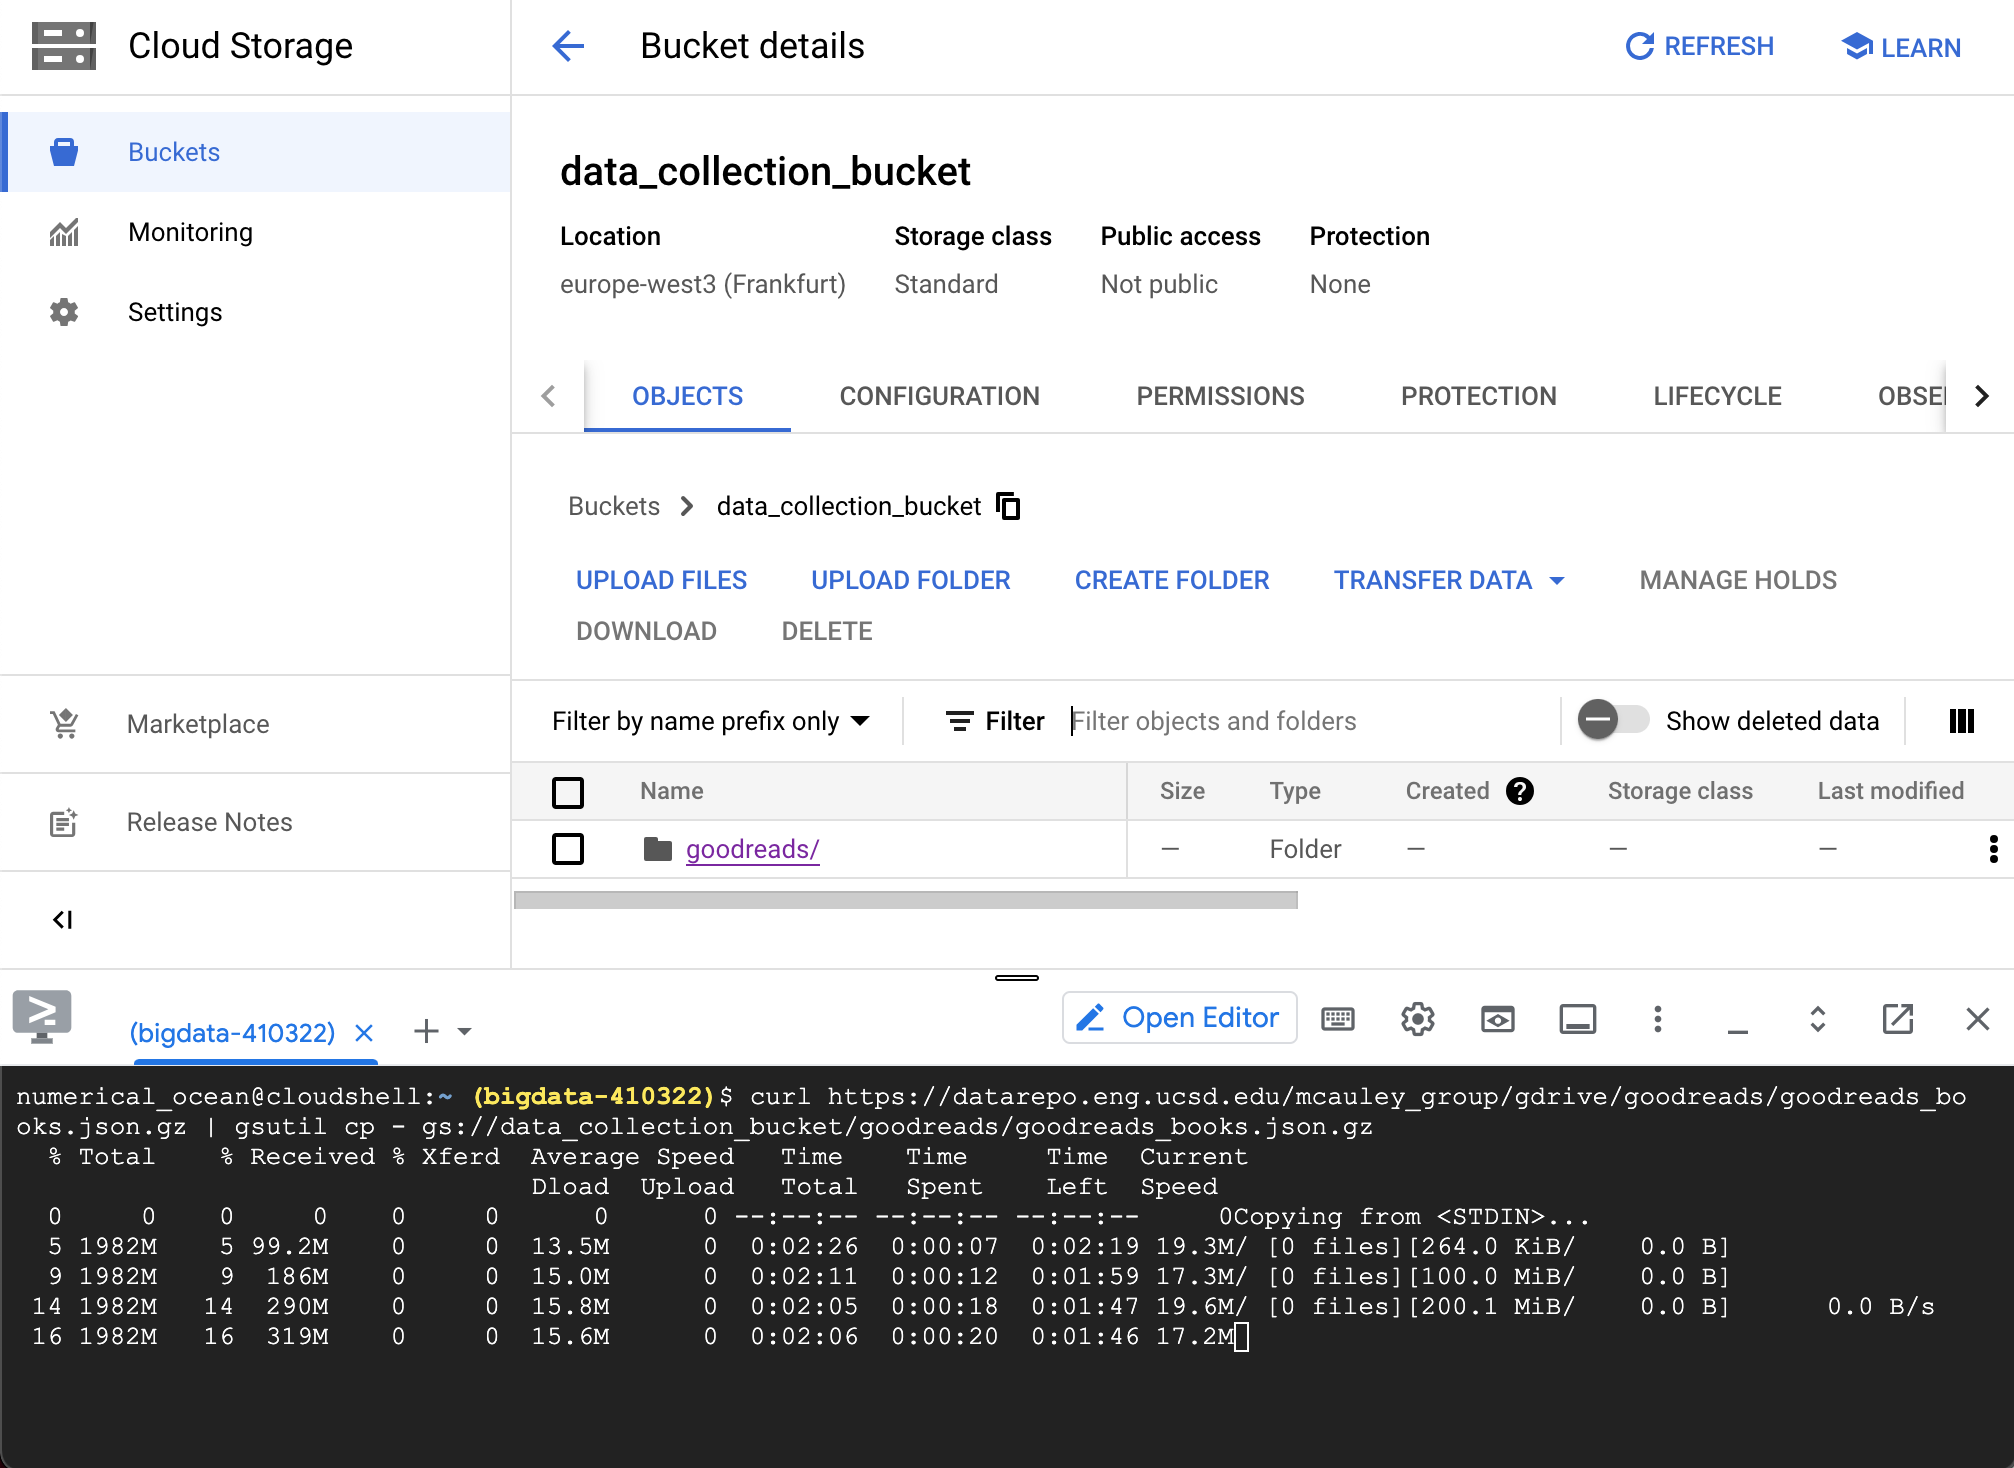 Cloud Storage
Bucket details
REFRESH
LEARN
Buckets
Monitoring
Settings
Marketplace
Release Notes
data_collection_bucket
Location Storage class Public access Protection
europe-west3 (Frankfurt) Standard Not public None
OBJECTS CONFIGURATION PERMISSIONS PROTECTION LIFECYCLE OBSE
Buckets > data_collection_bucket
UPLOAD FILES UPLOAD FOLDER CREATE FOLDER TRANSFER DATA MANAGE HOLDS
DOWNLOAD DELETE
Filter by name prefix only Filter Filter objects and folders Show deleted data
Name Size Type Created ? Storage class Last modified
goodreads/ — Folder — — —
(bigdata-410322) × + Open Editor
numerical_ocean@cloudshell:~ (bigdata-410322)$ curl https://datarepo.eng.ucsd.edu/mcauley_group/gdrive/goodreads/goodreads_bo
oks.json.gz | gsutil cp - gs://data_collection_bucket/goodreads/goodreads_books.json.gz
% Total % Received % Xferd Average Speed Time Time Time Current
Dload Upload Total Spent Left Speed
0 0 0 0 0 0 0 0 --:--:-- --:--:-- --:--:-- 0Copying from <STDIN>...
5 1982M 5 99.2M 0 0 13.5M 0 0:02:26 0:00:07 0:02:19 19.3M/ [0 files][264.0 KiB/ 0.0 B]
9 1982M 9 186M 0 0 15.0M 0 0:02:11 0:00:12 0:01:59 17.3M/ [0 files][100.0 MiB/ 0.0 B]
14 1982M 14 290M 0 0 15.8M 0 0:02:05 0:00:18 0:01:47 19.6M/ [0 files][200.1 MiB/ 0.0 B] 0.0 B/s
16 1982M 16 319M 0 0 15.6M 0 0:02:06 0:00:20 0:01:46 17.2M